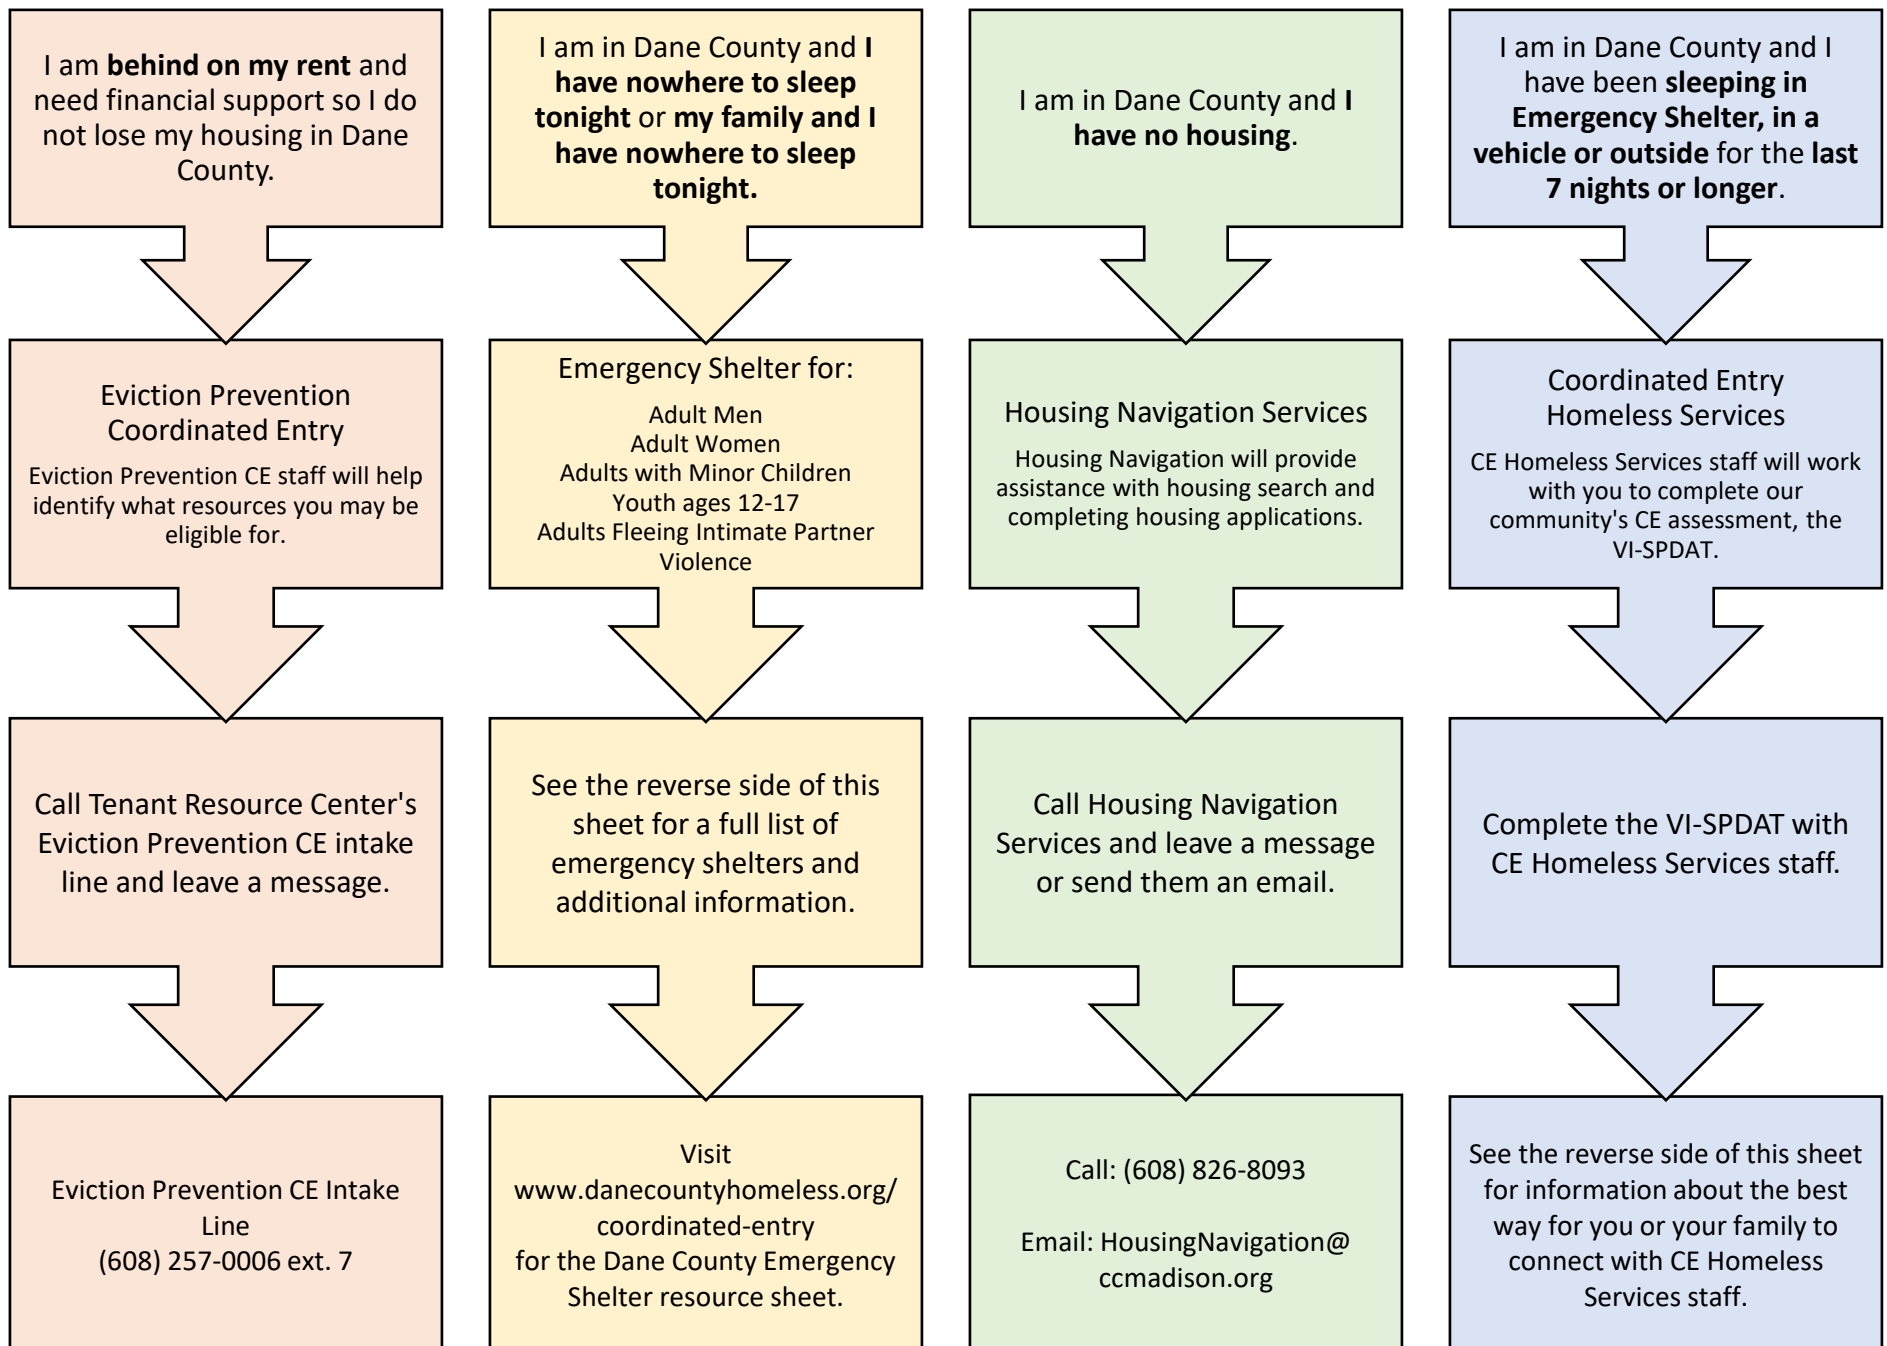 I am behind on my rent and
need financial support so I do
not lose my housing in Dane
County.
Eviction Prevention
Coordinated Entry
Eviction Prevention CE staff will help
identify what resources you may be
eligible for.
Call Tenant Resource Center's
Eviction Prevention CE intake
line and leave a message.
Eviction Prevention CE Intake
Line
(608) 257-0006 ext. 7
I am in Dane County and I
have nowhere to sleep
tonight or my family and I
have nowhere to sleep
tonight.
Emergency Shelter for:
Adult Men
Adult Women
Adults with Minor Children
Youth ages 12-17
Adults Fleeing Intimate Partner
Violence
See the reverse side of this
sheet for a full list of
emergency shelters and
additional information.
Visit
www.danecountyhomeless.org/
coordinated-entry
for the Dane County Emergency
Shelter resource sheet.
I am in Dane County and I
have no housing.
Housing Navigation Services
Housing Navigation will provide
assistance with housing search and
completing housing applications.
Call Housing Navigation
Services and leave a message
or send them an email.
Call: (608) 826-8093
Email: HousingNavigation@
ccmadison.org
I am in Dane County and I
have been sleeping in
Emergency Shelter, in a
vehicle or outside for the last
7 nights or longer.
Coordinated Entry
Homeless Services
CE Homeless Services staff will work
with you to complete our
community's CE assessment, the
VI-SPDAT.
Complete the VI-SPDAT with
CE Homeless Services staff.
See the reverse side of this sheet
for information about the best
way for you or your family to
connect with CE Homeless
Services staff.